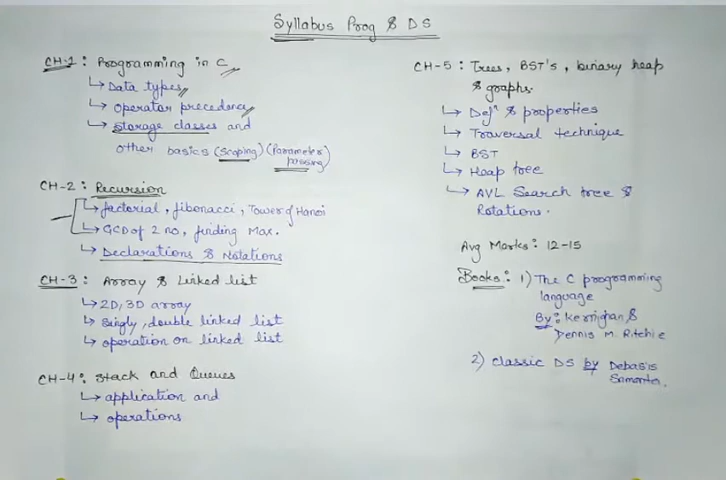 Syllabus Prog & DS
CH-1 : Programming in C
↳ Data types
↳ operator precedency
↳ Storage classes and
other basics (Scoping) (Parameter passing)
CH-2 : Recursion
↳ factorial, fibonacci, Tower of Hanoi
↳ GCD of 2 no, finding Max.
↳ Declarations & Notations
CH-3 : Array & Linked list
↳ 2D, 3D array
↳ singly, double linked list
↳ operation on linked list
CH-4 : Stack and Queues
↳ application and
↳ operations
CH-5 : Trees, BST's, binary heap
& graphs.
↳ Defⁿ & properties
↳ Traversal technique
↳ BST
↳ Heap tree
↳ AVL Search tree &
Rotations.
Avg Marks : 12-15
Books : 1) The C programming
language
By : Kernighan &
Dennis M. Ritchie
2) Classic DS by Debasis
Samanta.